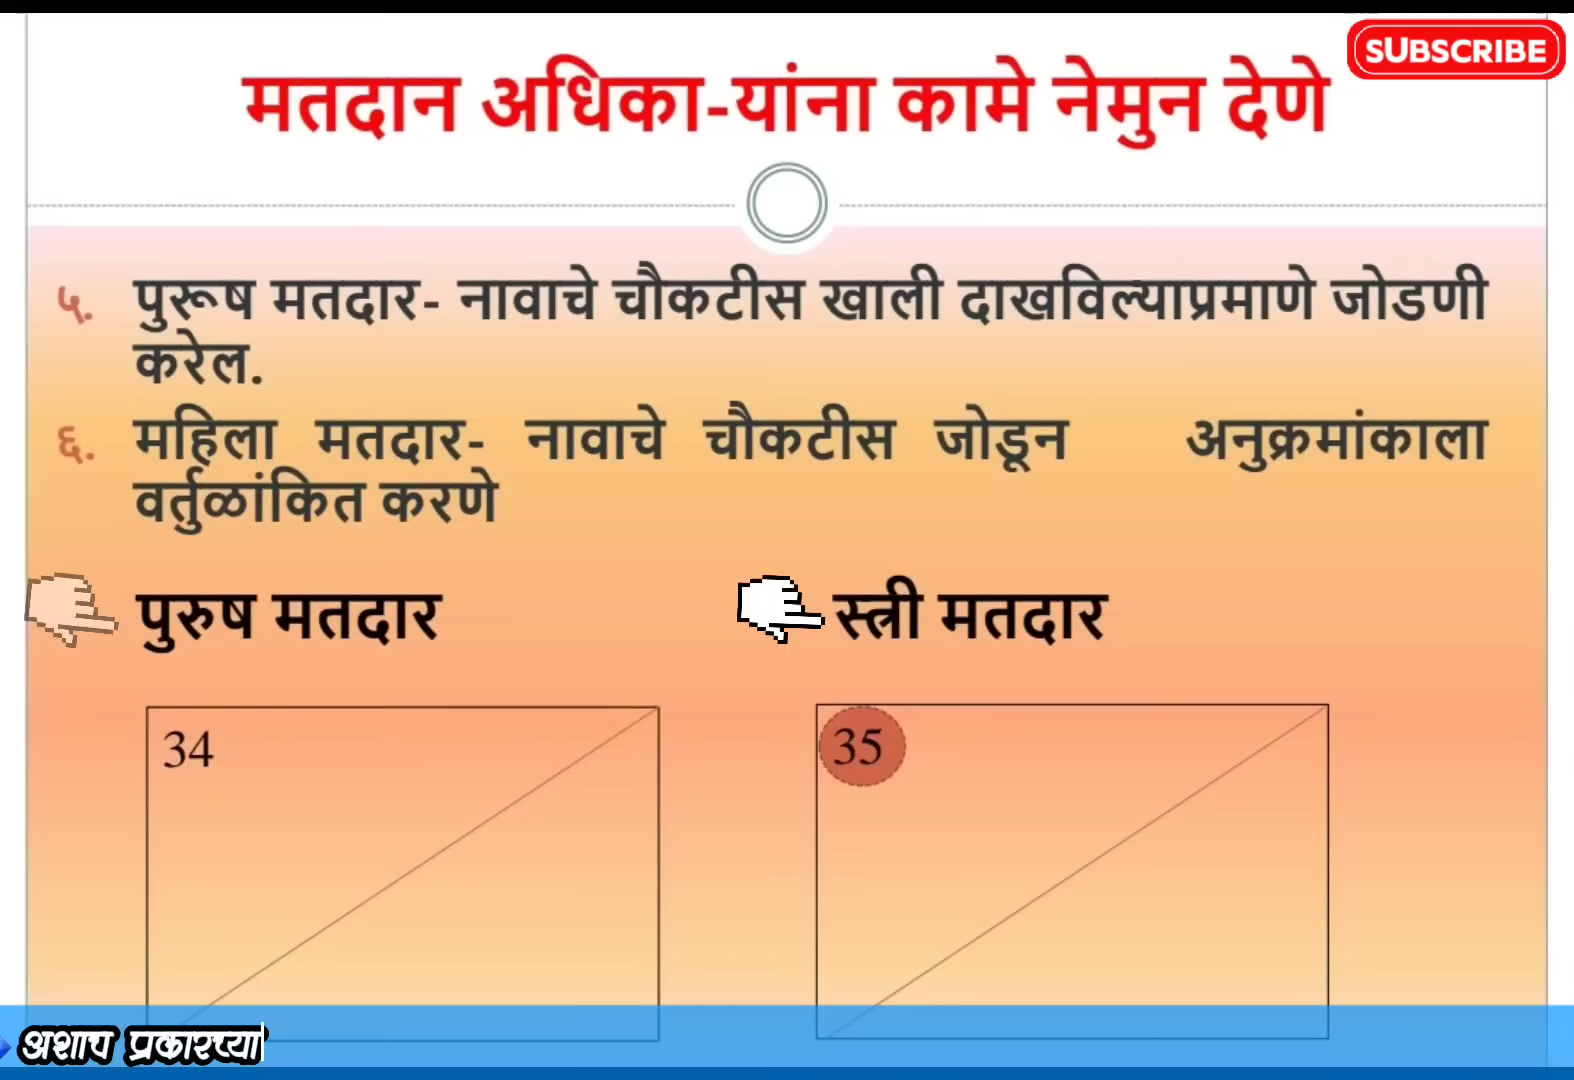 SUBSCRIBE
मतदान अधिका-यांना कामे नेमुन देणे
५. पुरूष मतदार- नावाचे चौकटीस खाली दाखविल्याप्रमाणे जोडणी
करेल.
६. महिला मतदार- नावाचे चौकटीस जोडून अनुक्रमांकाला
वर्तुळांकित करणे
पुरुष मतदार स्त्री मतदार
34 35
अशाच प्रकारच्या